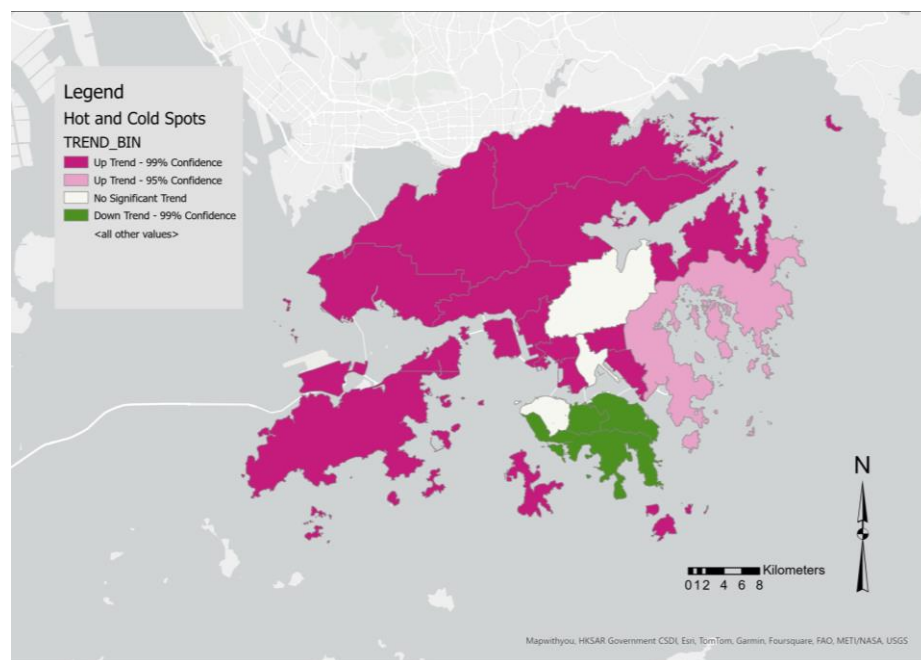 Legend
Hot and Cold Spots
TREND_BIN
Up Trend - 99% Confidence
Up Trend - 95% Confidence
No Significant Trend
Down Trend - 99% Confidence
<all other values>
N
Kilometers
0 1 2 4 6 8
Mapwithyou, HKSAR Government CSDI, Esri, TomTom, Garmin, Foursquare, FAO, METI/NASA, USGS